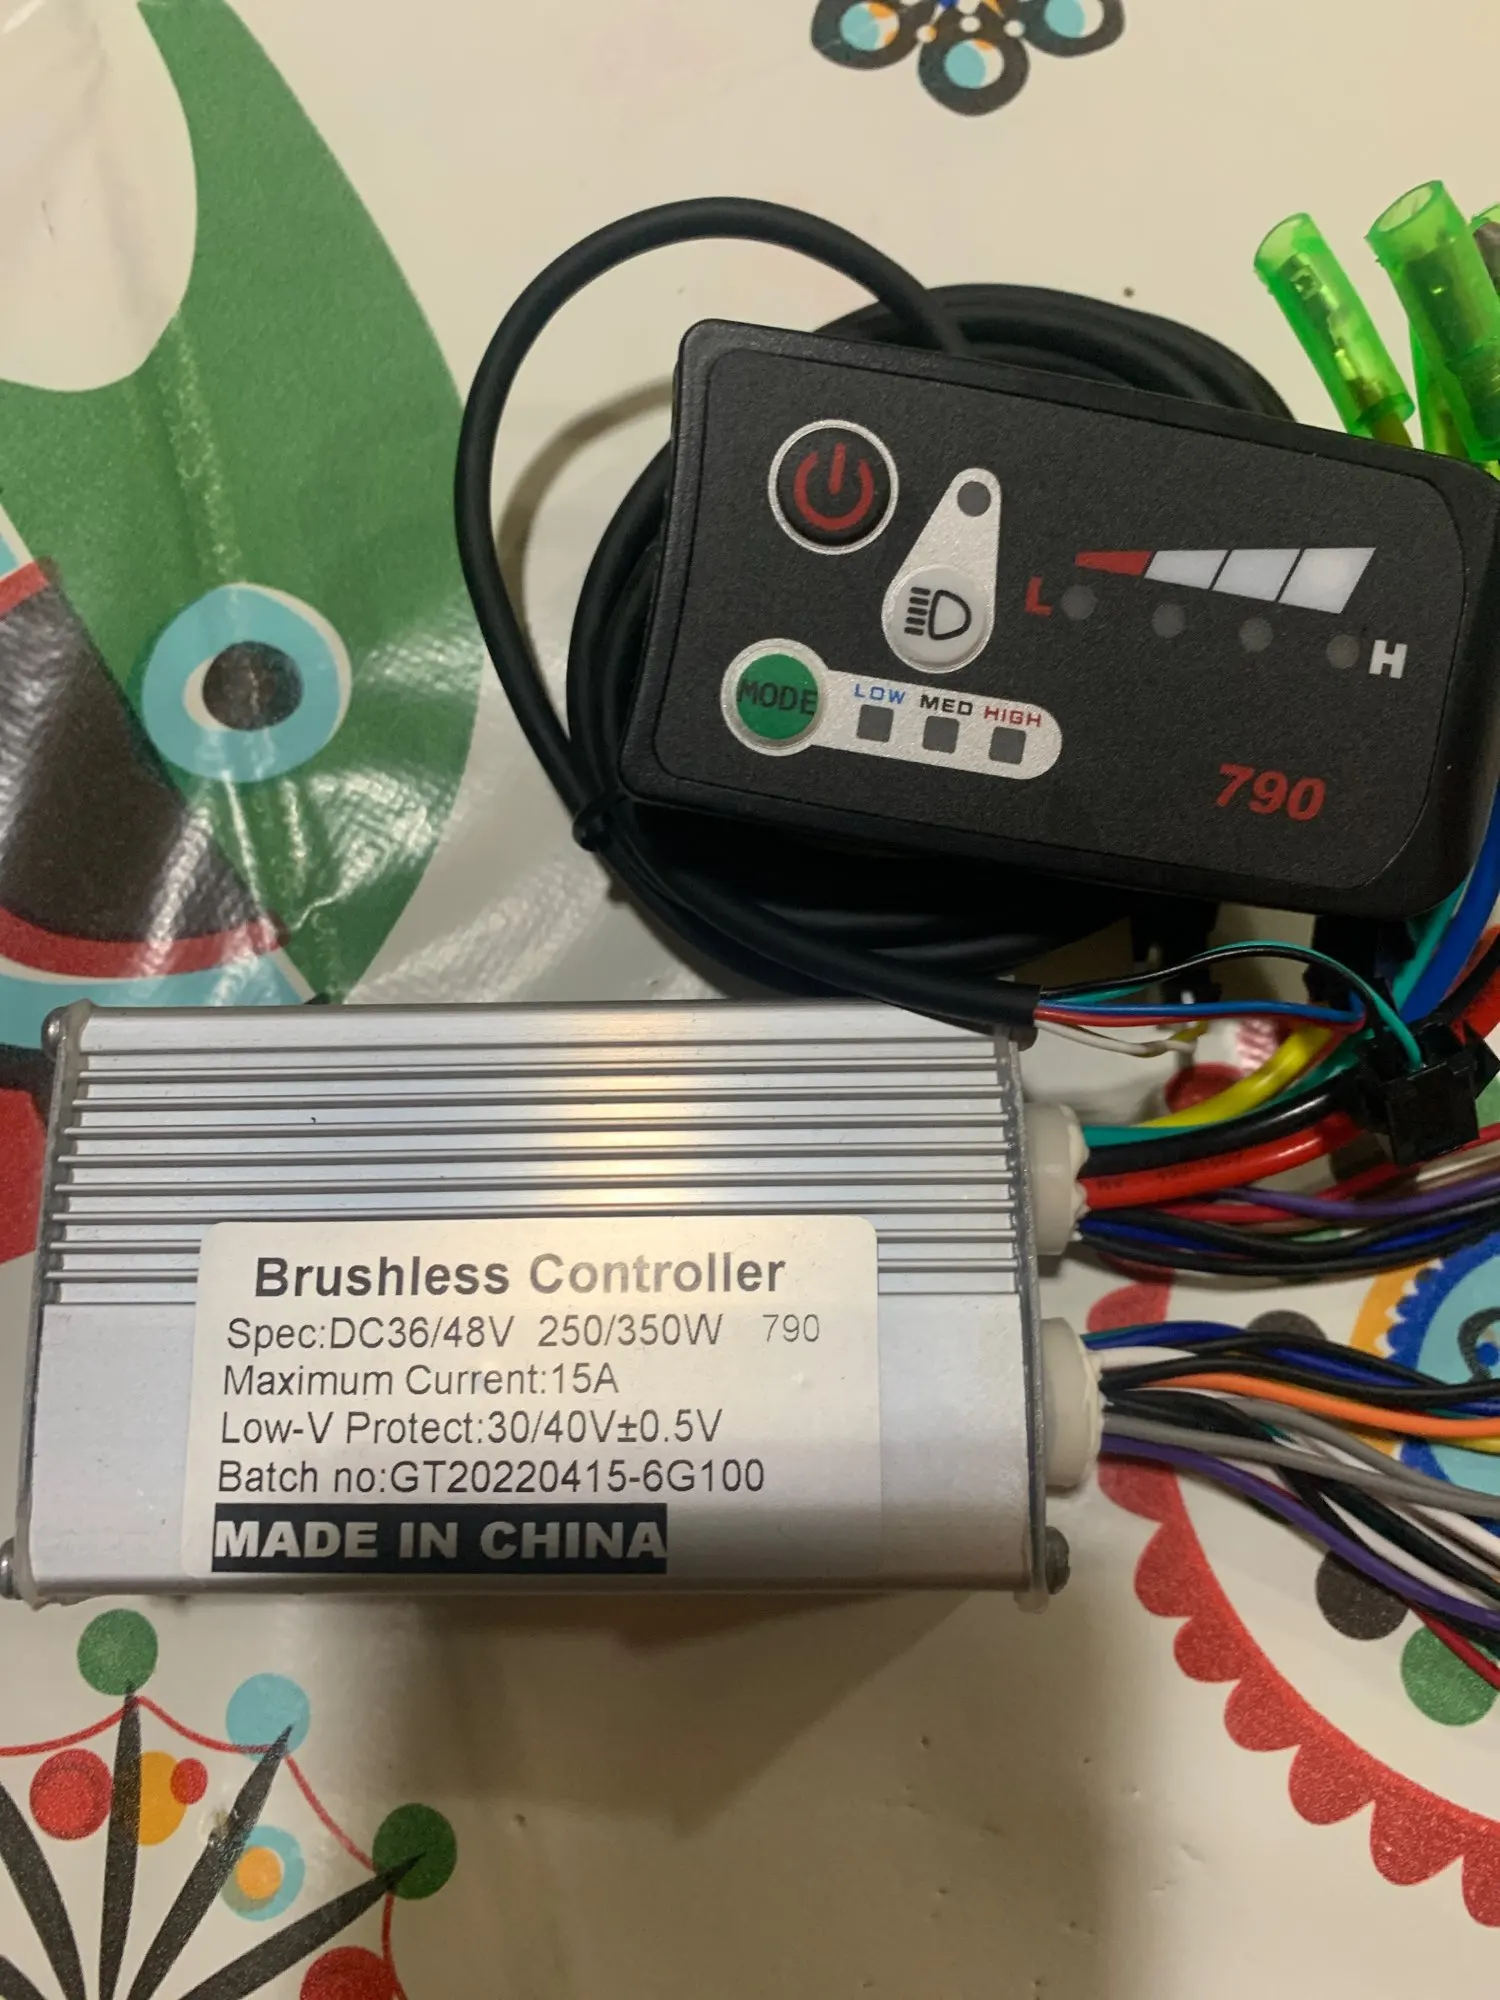 L
H
MODE
LOW MED HIGH
790
Brushless Controller
Spec:DC36/48V 250/350W 790
Maximum Current:15A
Low-V Protect:30/40V±0.5V
Batch no:GT20220415-6G100
MADE IN CHINA